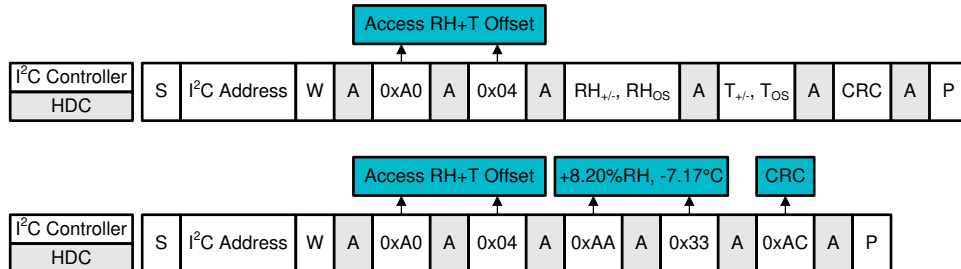 Access RH+T Offset
I²C Controller
HDC
S I²C Address W A 0xA0 A 0x04 A RH+/-, RHOS A T+/-, TOS A CRC A P
Access RH+T Offset +8.20%RH, -7.17°C CRC
I²C Controller
HDC
S I²C Address W A 0xA0 A 0x04 A 0xAA A 0x33 A 0xAC A P